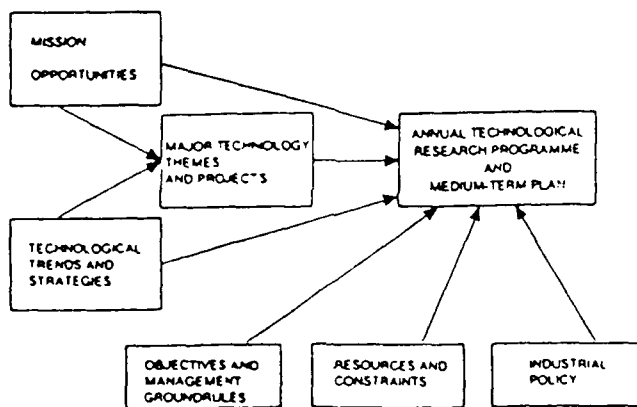 MISSION
OPPORTUNITIES
MAJOR TECHNOLOGY
THEMES
AND PROJECTS
ANNUAL TECHNOLOGICAL
RESEARCH PROGRAMME
AND
MEDIUM-TERM PLAN
TECHNOLOGICAL
TRENDS AND
STRATEGIES
OBJECTIVES AND
MANAGEMENT
GROUNDRULES
RESOURCES AND
CONSTRAINTS
INDUSTRIAL
POLICY